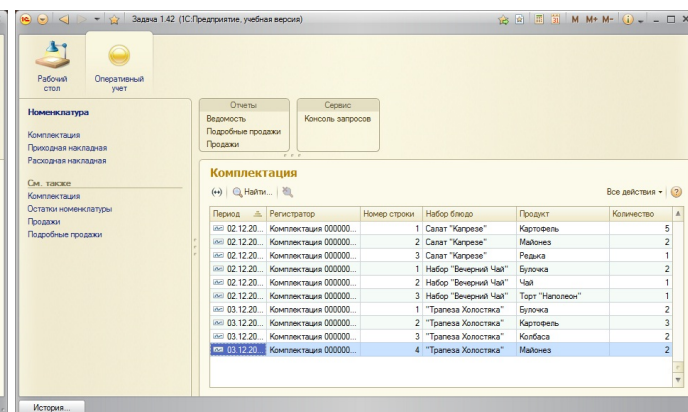 Задача 1.42 (1С:Предприятие, учебная версия)
M M+ M-
Рабочий стол
Оперативный учет
Номенклатура
Комплектация
Приходная накладная
Расходная накладная
См. также
Комплектация
Остатки номенклатуры
Продажи
Подробные продажи
Отчеты
Ведомость
Подробные продажи
Продажи
Сервис
Консоль запросов
Комплектация
Найти...
Все действия
Период Регистратор Номер строки Набор блюдо Продукт Количество
02.12.20... Комплектация 000000... 1 Салат "Капрезе" Картофель 5
02.12.20... Комплектация 000000... 2 Салат "Капрезе" Майонез 2
02.12.20... Комплектация 000000... 3 Салат "Капрезе" Редька 1
02.12.20... Комплектация 000000... 1 Набор "Вечерний Чай" Булочка 2
02.12.20... Комплектация 000000... 2 Набор "Вечерний Чай" Чай 1
02.12.20... Комплектация 000000... 3 Набор "Вечерний Чай" Торт "Наполеон" 1
03.12.20... Комплектация 000000... 1 "Трапеза Холостяка" Булочка 2
03.12.20... Комплектация 000000... 2 "Трапеза Холостяка" Картофель 3
03.12.20... Комплектация 000000... 3 "Трапеза Холостяка" Колбаса 2
03.12.20... Комплектация 000000... 4 "Трапеза Холостяка" Майонез 2
История...